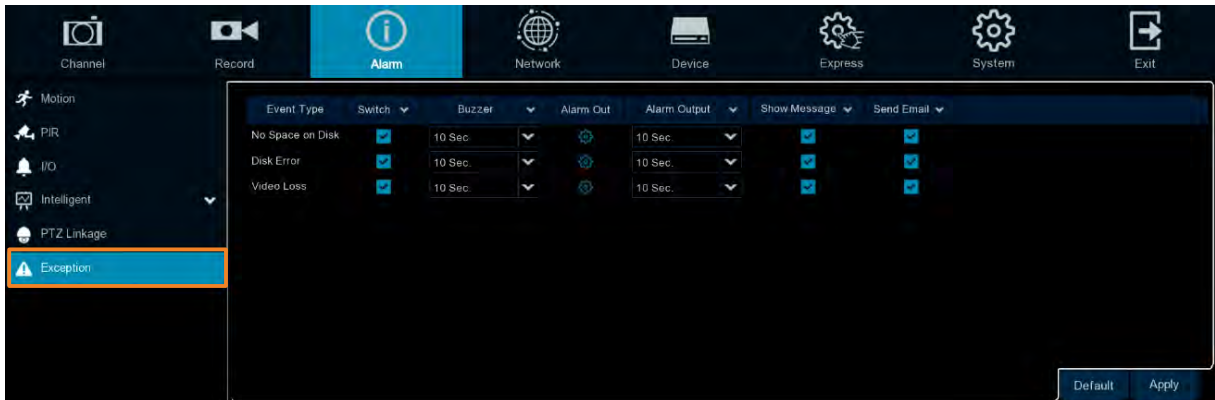 Channel Record Alarm Network Device Express System Exit
Motion
PIR
I/O
Intelligent
PTZ Linkage
Exception
Event Type Switch Buzzer Alarm Out Alarm Output Show Message Send Email
No Space on Disk 10 Sec. 10 Sec.
Disk Error 10 Sec. 10 Sec.
Video Loss 10 Sec. 10 Sec.
Default Apply